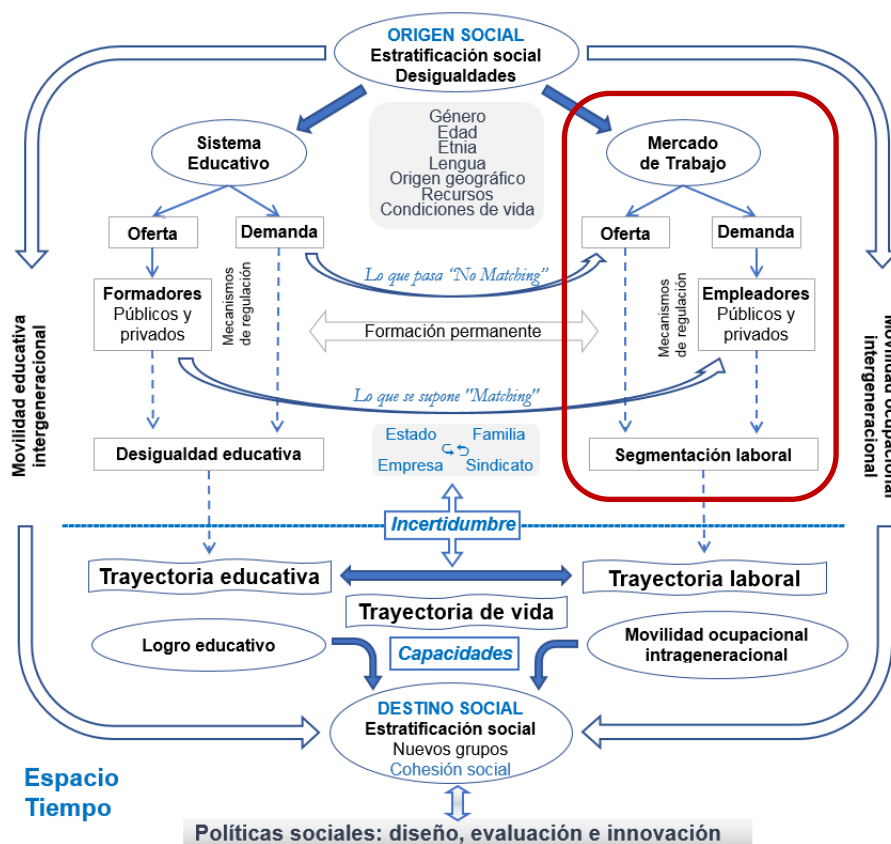 ORIGEN SOCIAL
Estratificación social
Desigualdades
Género
Edad
Etnia
Lengua
Origen geográfico
Recursos
Condiciones de vida
Sistema
Educativo
Mercado
de Trabajo
Oferta
Demanda
Oferta
Demanda
Lo que pasa “No Matching”
Formadores
Públicos y
privados
Mecanismos
de regulación
Formación permanente
Mecanismos
de regulación
Empleadores
Públicos y
privados
Lo que se supone "Matching"
Movilidad educativa
intergeneracional
Movilidad ocupacional
intergeneracional
Desigualdad educativa
Estado
Familia
Empresa
Sindicato
Segmentación laboral
Incertidumbre
Trayectoria educativa
Trayectoria laboral
Trayectoria de vida
Logro educativo
Capacidades
Movilidad ocupacional
intrageneracional
DESTINO SOCIAL
Estratificación social
Nuevos grupos
Cohesión social
Espacio
Tiempo
Políticas sociales: diseño, evaluación e innovación